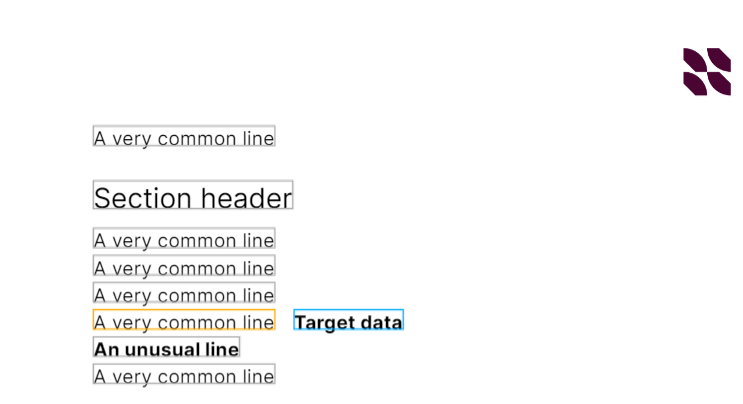 A very common line
Section header
A very common line
A very common line
A very common line
A very common line Target data
An unusual line
A very common line